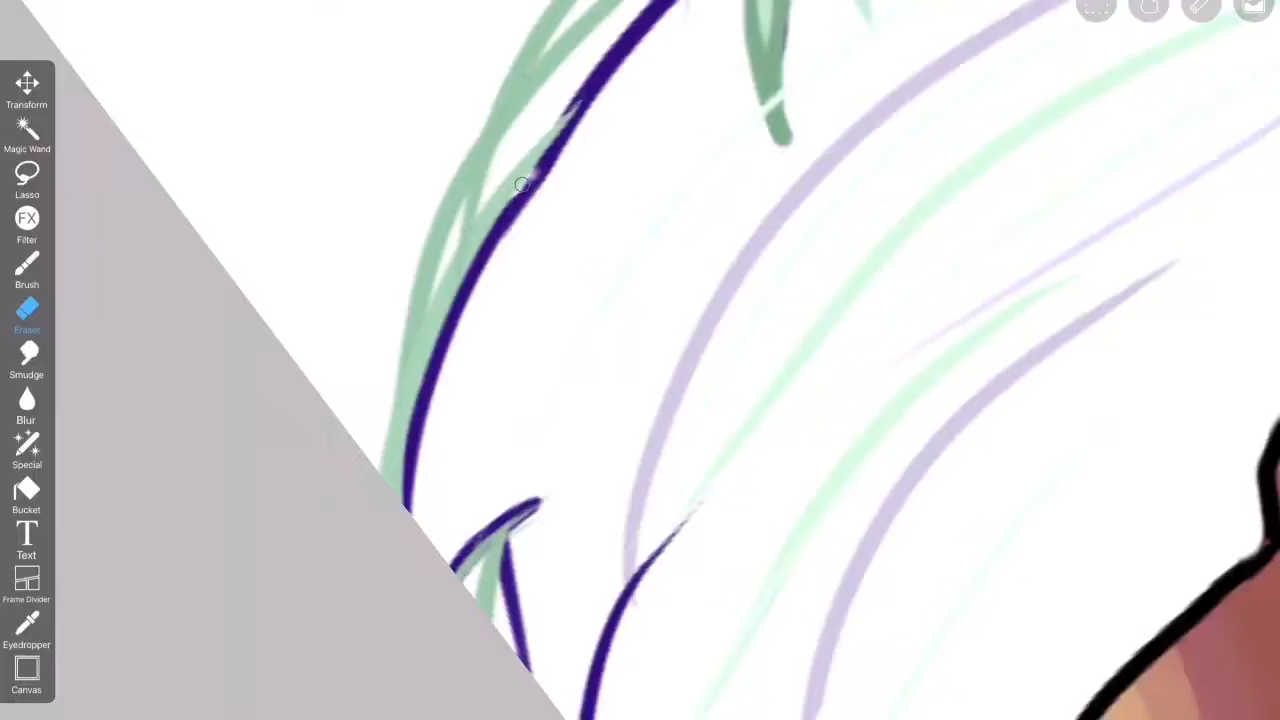 Transform
Magic Wand
Lasso
FX
Filter
Brush
Eraser
Smudge
Blur
Special
Bucket
T
Text
Frame Divider
Eyedropper
Canvas